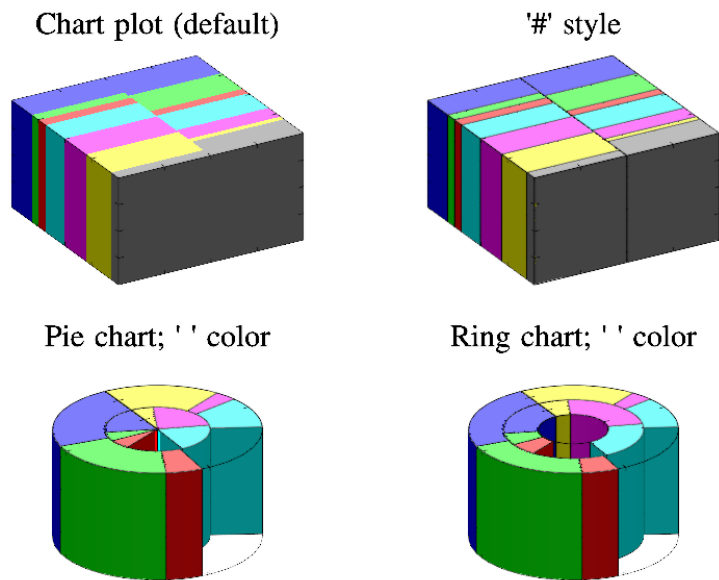 Chart plot (default)
'#' style
Pie chart; ' ' color
Ring chart; ' ' color